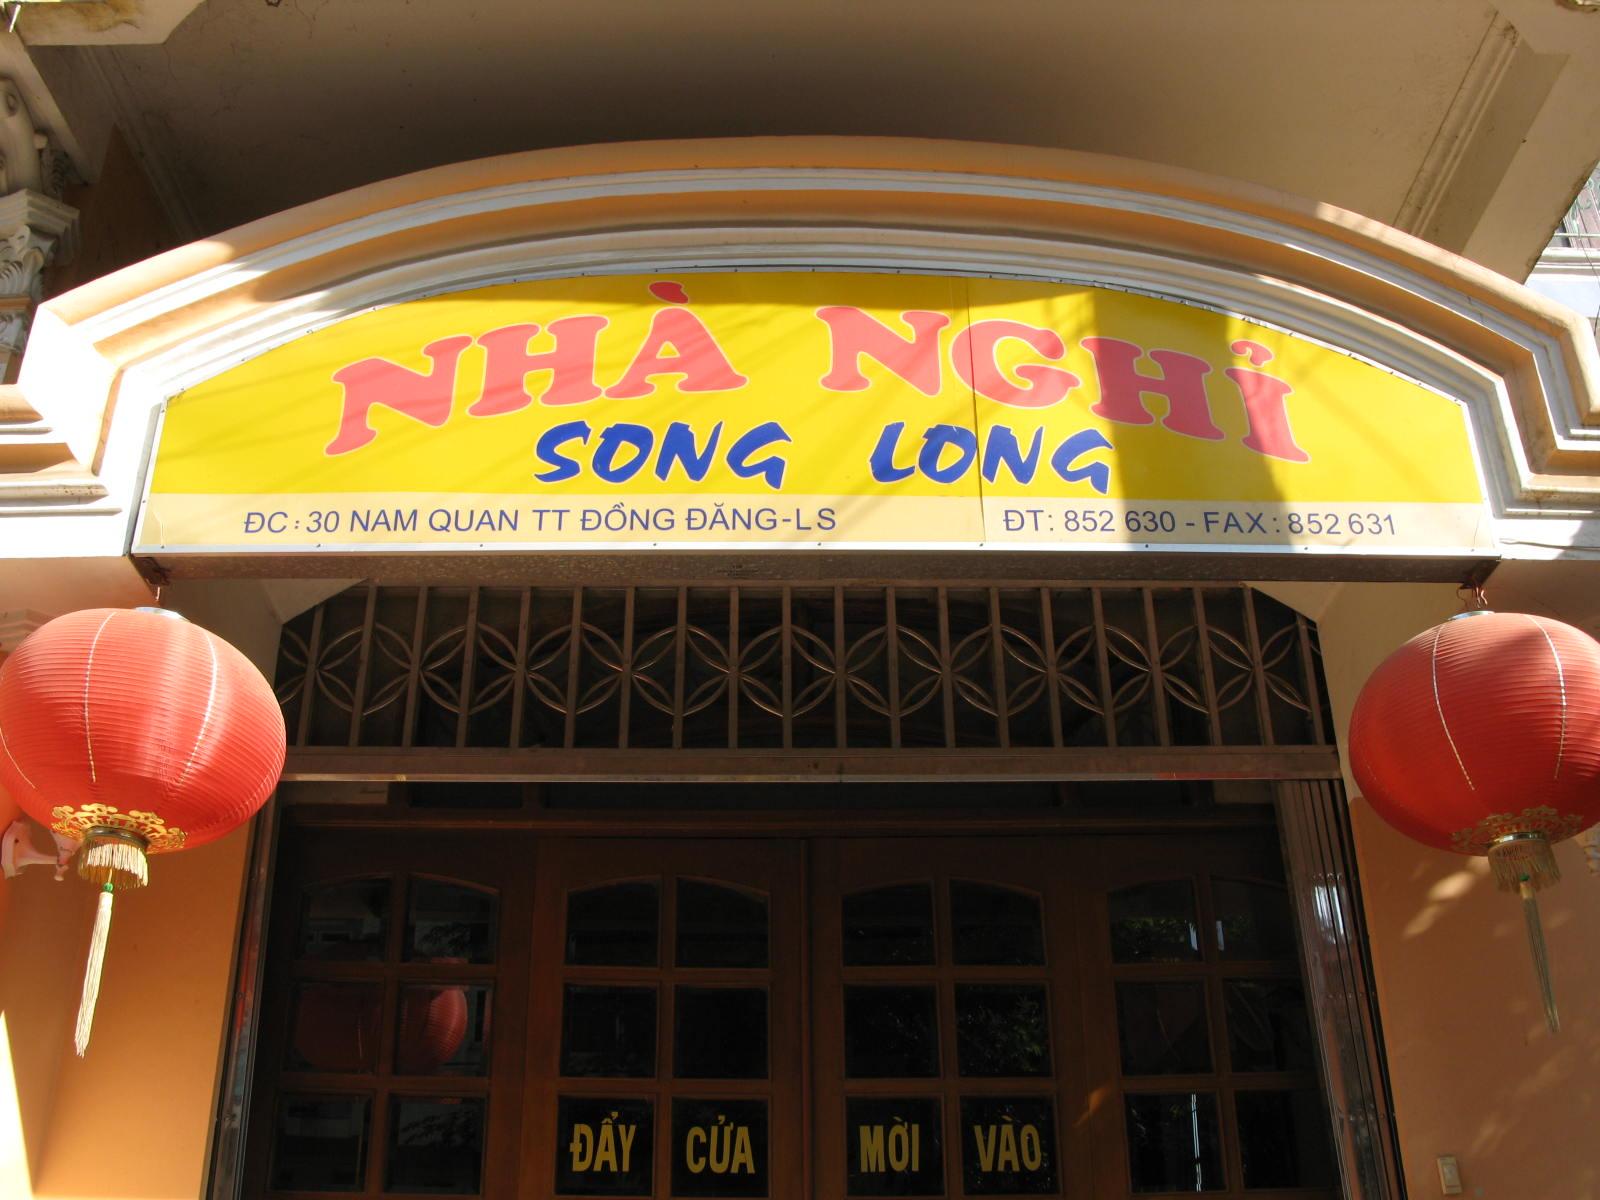 NHÀ NGHỈ
SONG LONG
ĐC: 30 NAM QUAN TT ĐỒNG ĐĂNG-LS ĐT: 852 630 - FAX: 852 631
ĐẨY CỬA MỜI VÀO